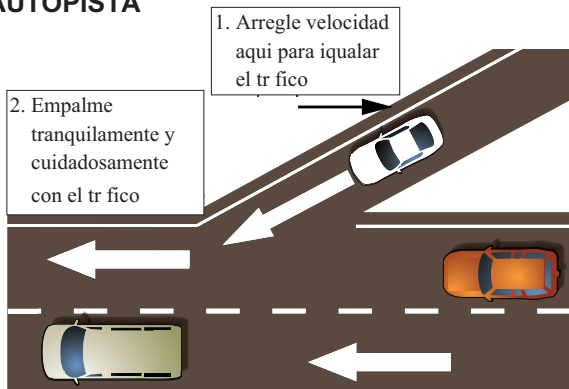 AUTOPISTA
1. Arregle velocidad
aqui para iqualar
el tr fico
2. Empalme
tranquilamente y
cuidadosamente
con el tr fico